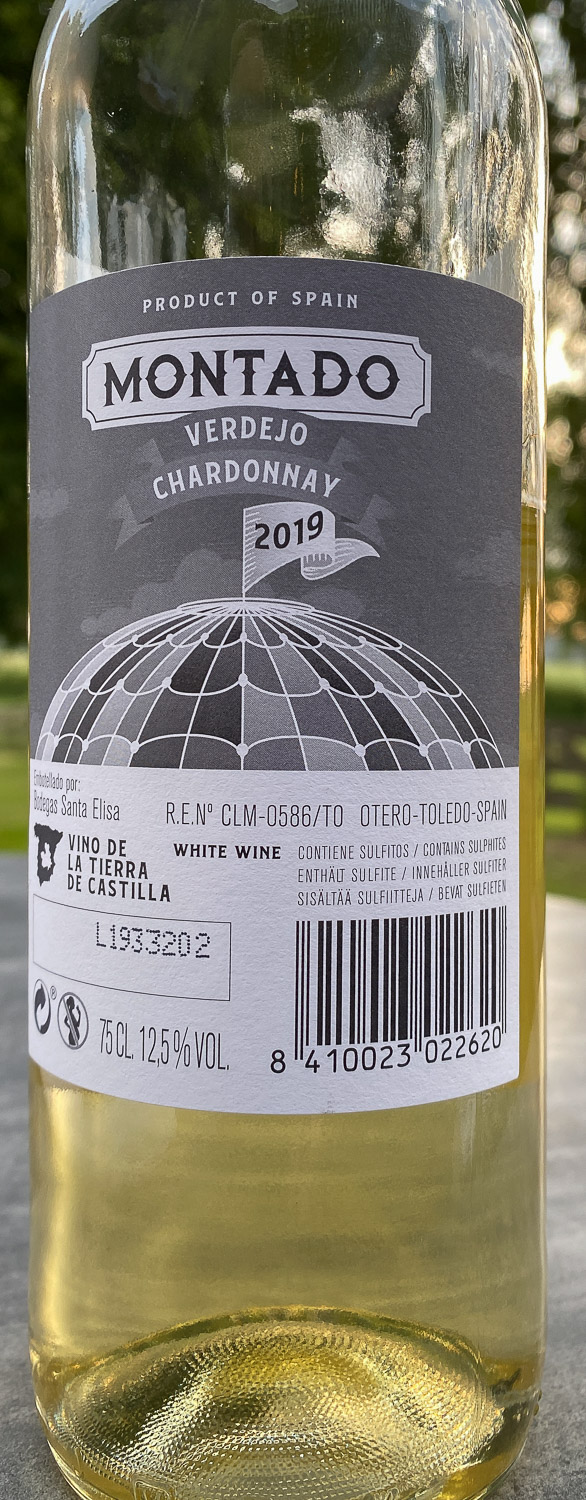 PRODUCT OF SPAIN
MONTADO
VERDEJO
CHARDONNAY
2019
Embotellado por:
Bodegas Santa Elisa
R.E.Nº CLM-0586/TO OTERO-TOLEDO-SPAIN
VINO DE
LA TIERRA
DE CASTILLA
WHITE WINE
CONTIENE SULFITOS / CONTAINS SULPHITES
ENTHÄLT SULFITE / INNEHÅLLER SULFITER
SISÄLTÄÄ SULFIITTEJA / BEVAT SULFIETEN
L1933202
75 CL. 12,5% VOL.
8 410023 022620